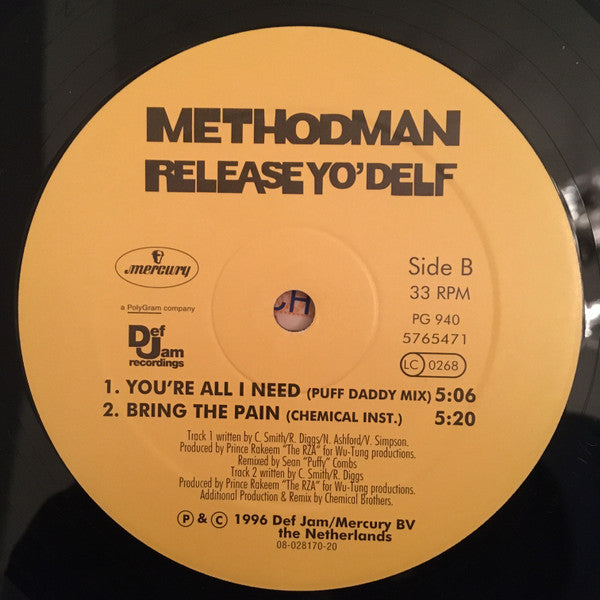 METHODMAN
RELEASE YO'DELF
mercury
a PolyGram company
Def Jam
recordings
Side B
33 RPM
PG 940
5765471
LC 0268
CH
1. YOU'RE ALL I NEED (PUFF DADDY MIX) 5:06
2. BRING THE PAIN (CHEMICAL INST.) 5:20
Track 1 written by C. Smith/R. Diggs/N. Ashford/V. Simpson.
Produced by Prince Rakeem "The RZA" for Wu-Tung productions.
Remixed by Sean "Puffy" Combs
Track 2 written by C. Smith/R. Diggs
Produced by Prince Rakeem "The RZA" for Wu-Tung productions.
Additional Production & Remix by Chemical Brothers.
Ⓟ & © 1996 Def Jam/Mercury BV
the Netherlands
08-028170-20